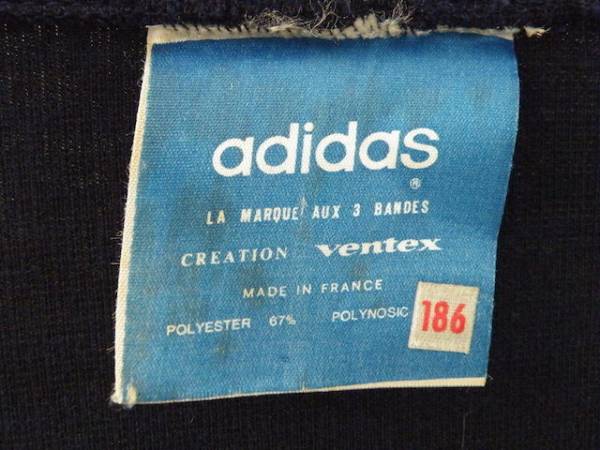 adidas
®
LA MARQUE AUX 3 BANDES
CREATION ventex
MADE IN FRANCE
POLYESTER 67% POLYNOSIC
186